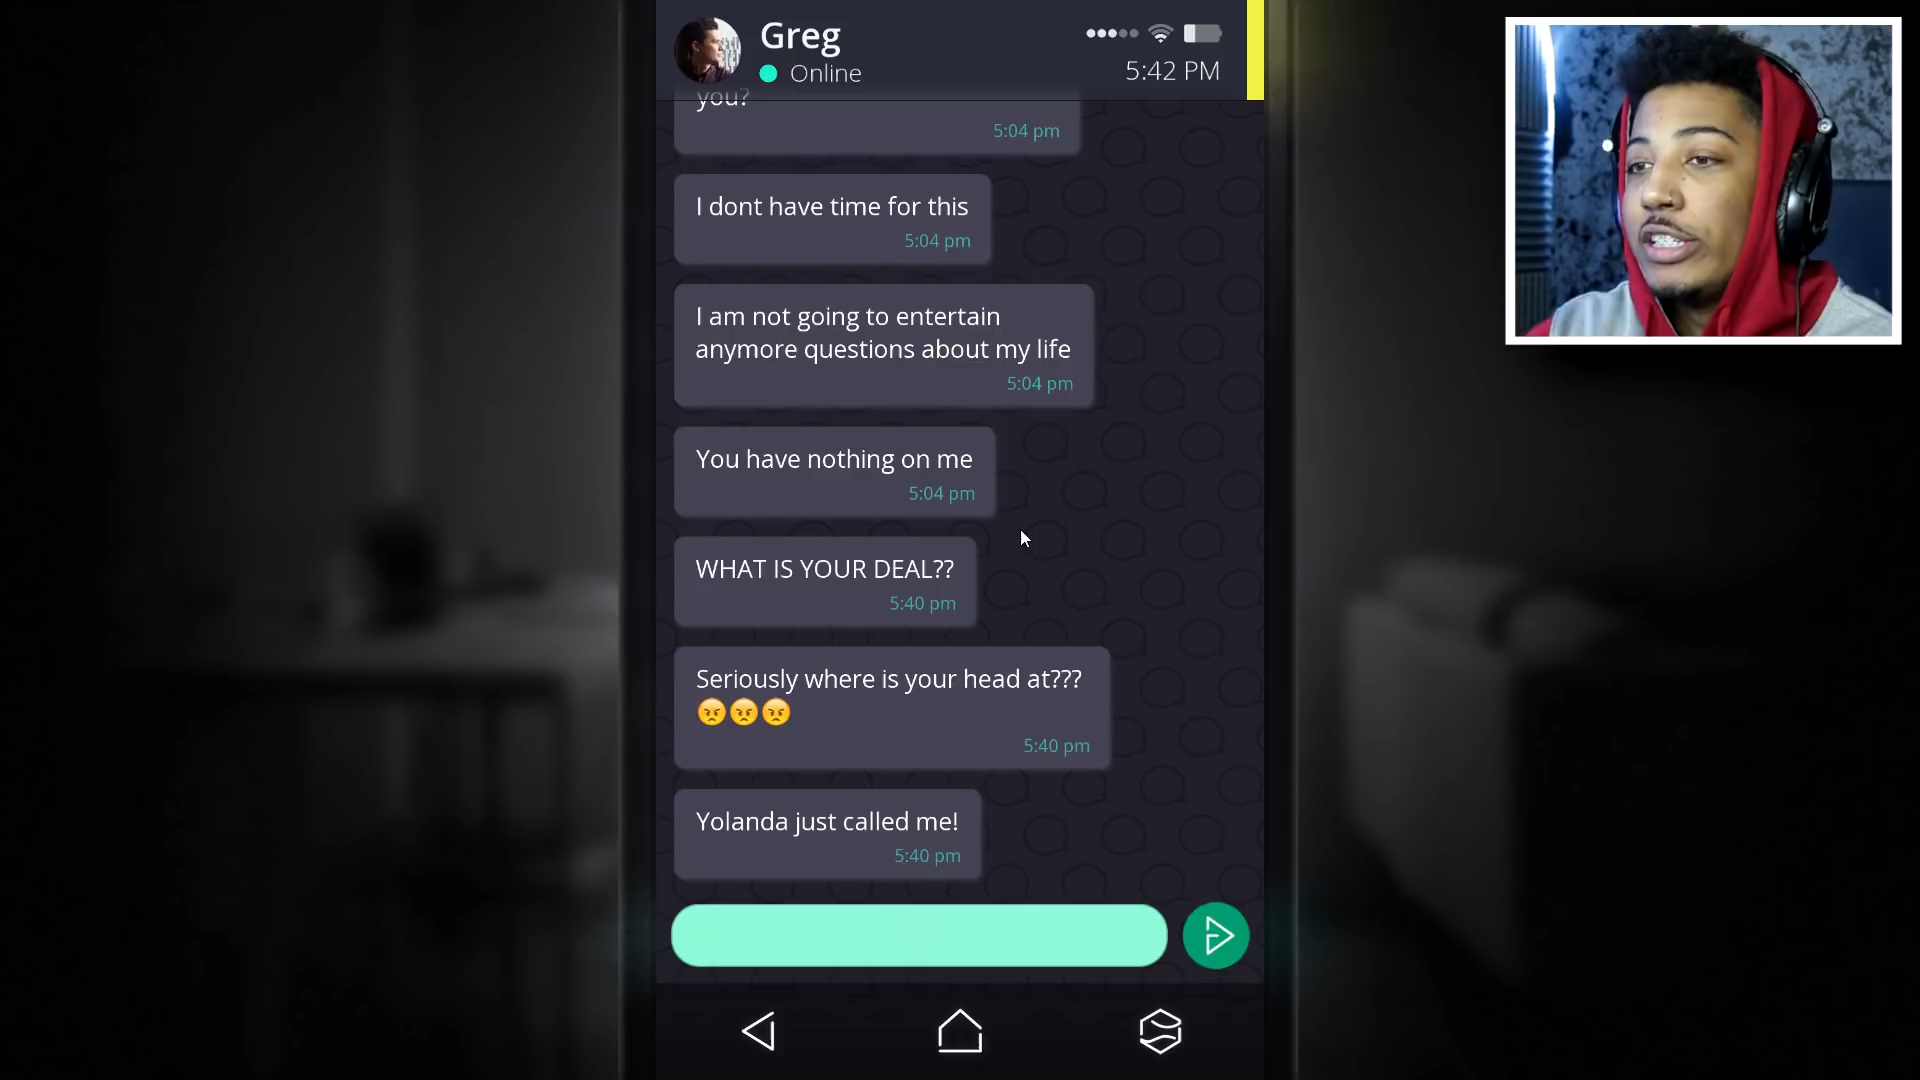 Greg
Online
5:42 PM
you?
5:04 pm
I dont have time for this
5:04 pm
I am not going to entertain
anymore questions about my life
5:04 pm
You have nothing on me
5:04 pm
WHAT IS YOUR DEAL??
5:40 pm
Seriously where is your head at???
😠😠😠
5:40 pm
Yolanda just called me!
5:40 pm